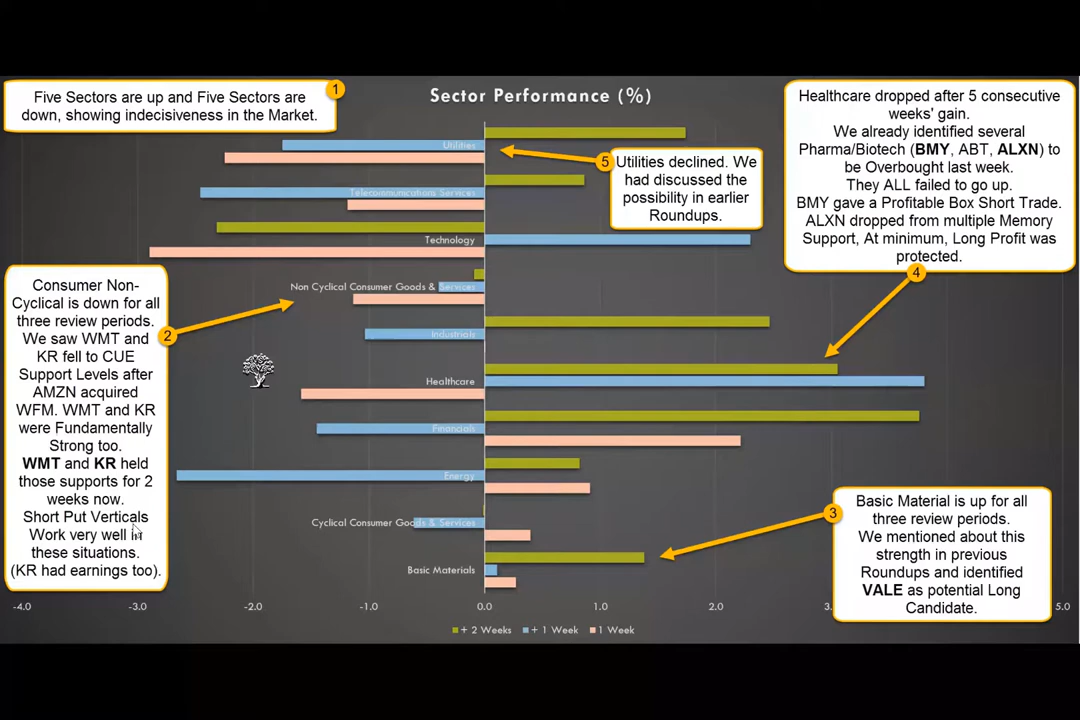 Sector Performance (%)
1
Five Sectors are up and Five Sectors are
down, showing indecisiveness in the Market.
Utilities
Telecommunications Services
Technology
Non Cyclical Consumer Goods & Services
Industrials
Healthcare
Financials
Energy
Cyclical Consumer Goods & Services
Basic Materials
5
Utilities declined. We
had discussed the
possibility in earlier
Roundups.
Healthcare dropped after 5 consecutive
weeks' gain.
We already identified several
Pharma/Biotech (BMY, ABT, ALXN) to
be Overbought last week.
They ALL failed to go up.
BMY gave a Profitable Box Short Trade.
ALXN dropped from multiple Memory
Support, At minimum, Long Profit was
protected.
4
Consumer Non-
Cyclical is down for all
three review periods.
We saw WMT and
KR fell to CUE
Support Levels after
AMZN acquired
WFM. WMT and KR
were Fundamentally
Strong too.
WMT and KR held
those supports for 2
weeks now.
Short Put Verticals
Work very well in
these situations.
(KR had earnings too).
2
3
Basic Material is up for all
three review periods.
We mentioned about this
strength in previous
Roundups and identified
VALE as potential Long
Candidate.
-4.0 -3.0 -2.0 -1.0 0.0 1.0 2.0 5.0
+ 2 Weeks + 1 Week 1 Week